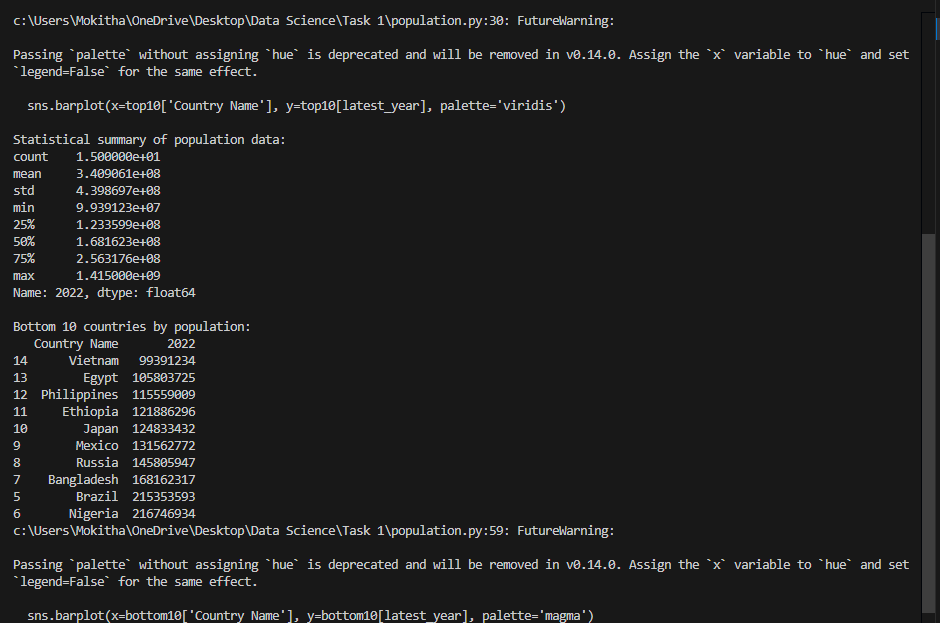 c:\Users\Mokitha\OneDrive\Desktop\Data Science\Task 1\population.py:30: FutureWarning:
Passing `palette` without assigning `hue` is deprecated and will be removed in v0.14.0. Assign the `x` variable to `hue` and set
`legend=False` for the same effect.
sns.barplot(x=top10['Country Name'], y=top10[latest_year], palette='viridis')
Statistical summary of population data:
count    1.500000e+01
mean     3.409061e+08
std      4.398697e+08
min      9.939123e+07
25%      1.233599e+08
50%      1.681623e+08
75%      2.563176e+08
max      1.415000e+09
Name: 2022, dtype: float64
Bottom 10 countries by population:
   Country Name       2022
14      Vietnam   99391234
13        Egypt  105803725
12  Philippines  115559009
11     Ethiopia  121886296
10        Japan  124833432
9        Mexico  131562772
8        Russia  145805947
7    Bangladesh  168162317
5        Brazil  215353593
6       Nigeria  216746934
c:\Users\Mokitha\OneDrive\Desktop\Data Science\Task 1\population.py:59: FutureWarning:
Passing `palette` without assigning `hue` is deprecated and will be removed in v0.14.0. Assign the `x` variable to `hue` and set
`legend=False` for the same effect.
sns.barplot(x=bottom10['Country Name'], y=bottom10[latest_year], palette='magma')